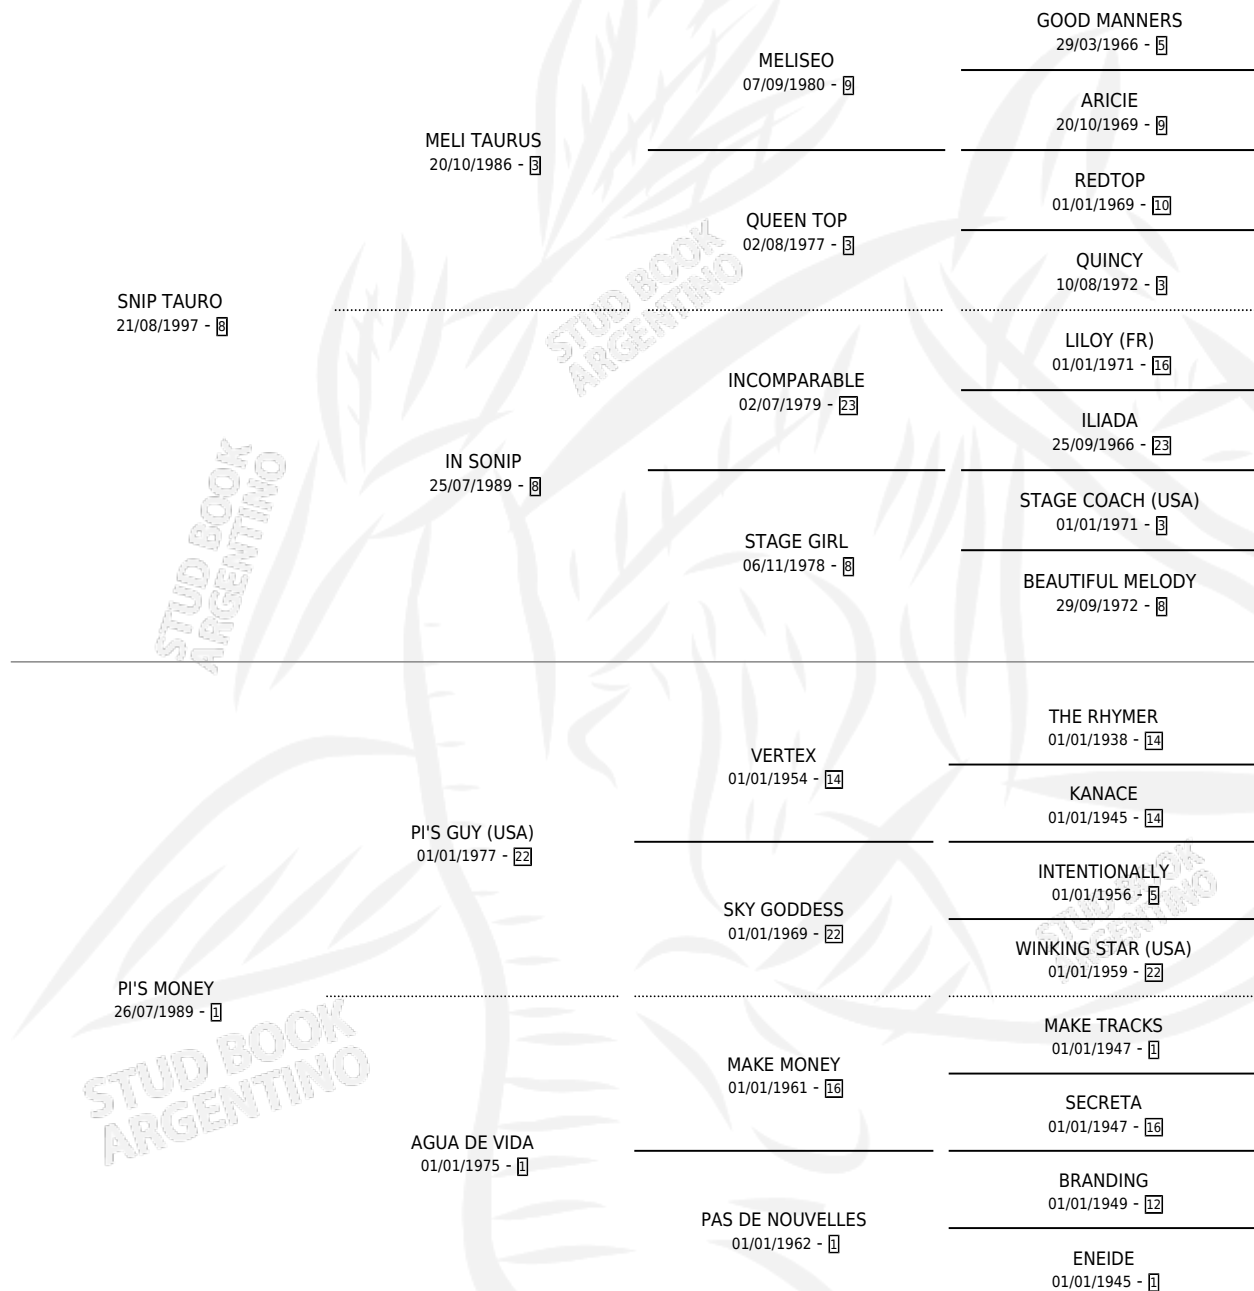 GOOD MANNERS
29/03/1966 - 5
MELISEO
07/09/1980 - 9
ARICIE
20/10/1969 - 9
MELI TAURUS
20/10/1986 - 3
REDTOP
01/01/1969 - 10
QUEEN TOP
02/08/1977 - 3
QUINCY
10/08/1972 - 3
SNIP TAURO
21/08/1997 - 8
STUD BOOK
ARGENTINO
LILOY (FR)
01/01/1971 - 16
INCOMPARABLE
02/07/1979 - 23
ILIADA
25/09/1966 - 23
IN SONIP
25/07/1989 - 8
STAGE COACH (USA)
01/01/1971 - 3
STAGE GIRL
06/11/1978 - 8
BEAUTIFUL MELODY
29/09/1972 - 8
STUD BOOK
ARGENTINO
THE RHYMER
01/01/1938 - 14
VERTEX
01/01/1954 - 14
KANACE
01/01/1945 - 14
PI'S GUY (USA)
01/01/1977 - 22
INTENTIONALLY
01/01/1956 - 5
STUD BOOK
ARGENTINO
SKY GODDESS
01/01/1969 - 22
WINKING STAR (USA)
01/01/1959 - 22
PI'S MONEY
26/07/1989 - 1
STUD BOOK
ARGENTINO
MAKE TRACKS
01/01/1947 - 1
MAKE MONEY
01/01/1961 - 16
SECRETA
01/01/1947 - 16
AGUA DE VIDA
01/01/1975 - 1
BRANDING
01/01/1949 - 12
PAS DE NOUVELLES
01/01/1962 - 1
ENEIDE
01/01/1945 - 1